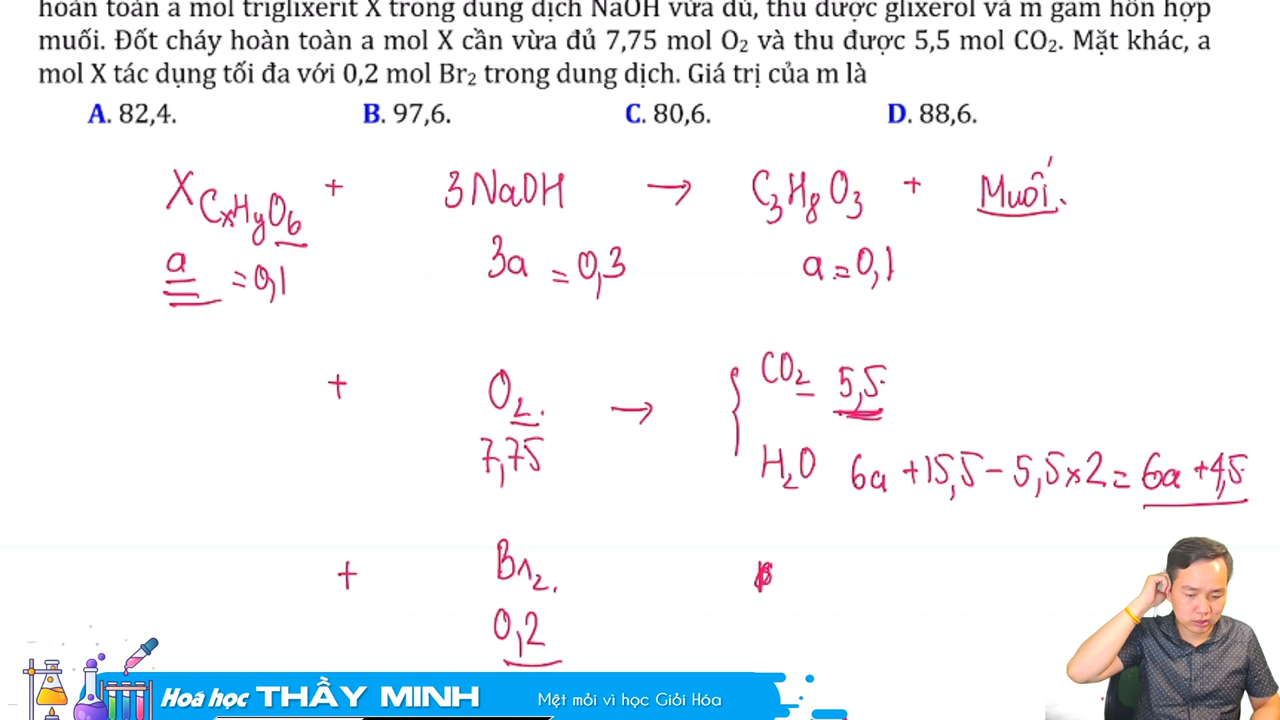 hoàn toàn a mol triglixerit X trong dung dịch NaOH vừa đủ, thu được glixerol và m gam hỗn hợp
muối. Đốt cháy hoàn toàn a mol X cần vừa đủ 7,75 mol O₂ và thu được 5,5 mol CO₂. Mặt khác, a
mol X tác dụng tối đa với 0,2 mol Br₂ trong dung dịch. Giá trị của m là
A. 82,4. B. 97,6. C. 80,6. D. 88,6.
X CₓHᵧO₆ + 3NaOH → C₃H₈O₃ + Muối.
a = 0,1 3a = 0,3 a = 0,1
+ O₂. → { CO₂ 5,5
7,75 H₂O 6a + 15,5 - 5,5×2 = 6a + 4,5
+ Br₂.
0,2
Hoá học THẦY MINH Mệt mỏi vì học Giỏi Hóa